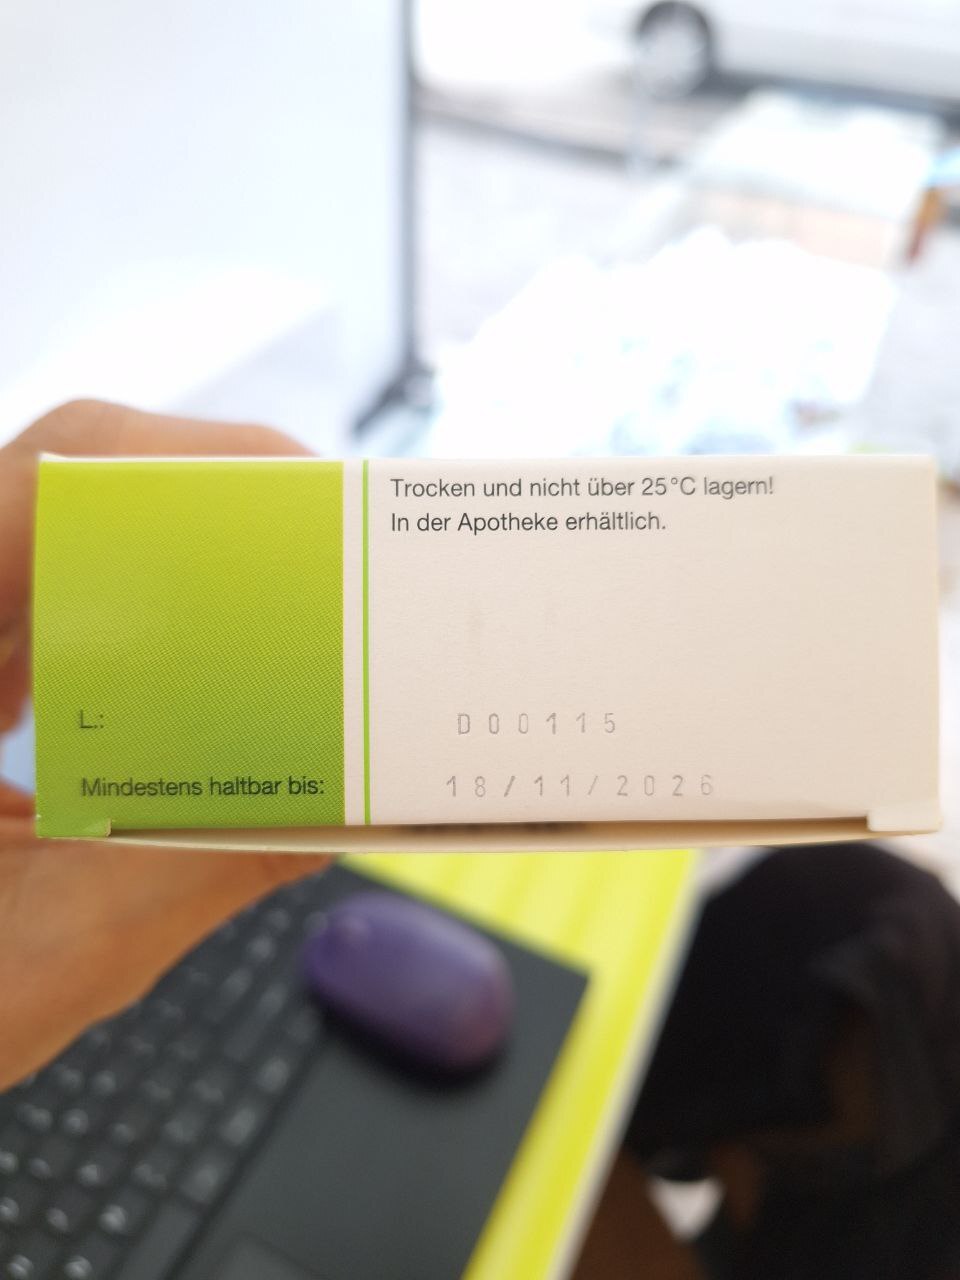 Trocken und nicht über 25°C lagern!
In der Apotheke erhältlich.
L.: D00115
Mindestens haltbar bis: 18/11/2026